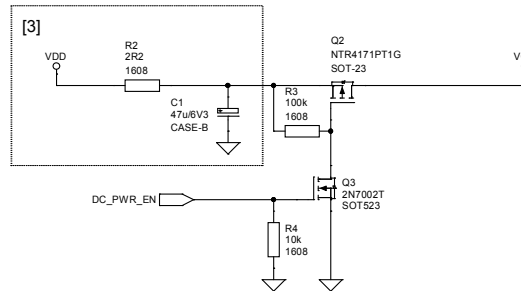 [3]
VDD
R2
2R2
1608
C1
47u/6V3
CASE-B
R3
100k
1608
Q2
NTR4171PT1G
SOT-23
V
DC_PWR_EN
R4
10k
1608
Q3
2N7002T
SOT523